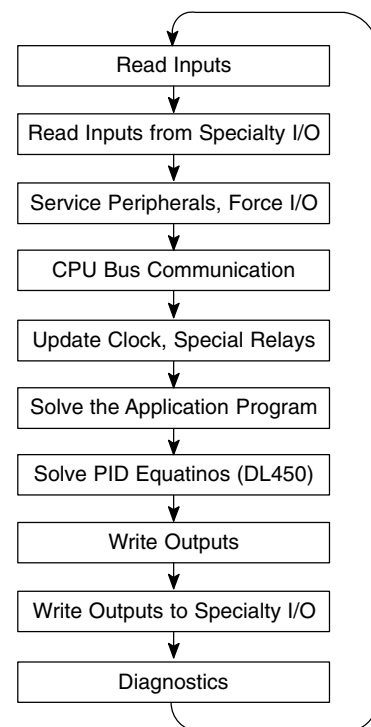 Read Inputs
Read Inputs from Specialty I/O
Service Peripherals, Force I/O
CPU Bus Communication
Update Clock, Special Relays
Solve the Application Program
Solve PID Equatinos (DL450)
Write Outputs
Write Outputs to Specialty I/O
Diagnostics